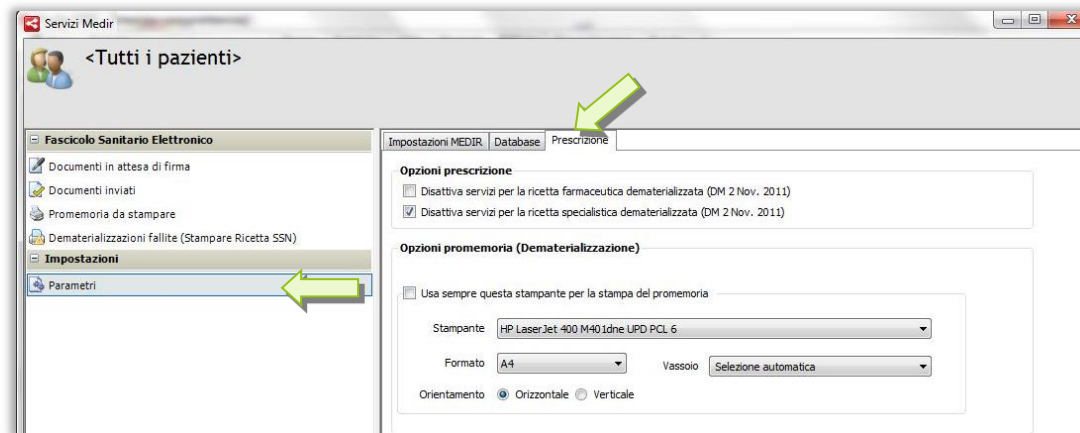 Servizi Medir
<Tutti i pazienti>
Fascicolo Sanitario Elettronico
Documenti in attesa di firma
Documenti inviati
Promemoria da stampare
Dematerializzazioni fallite (Stampare Ricetta SSN)
Impostazioni
Parametri
Impostazioni MEDIR Database Prescrizione
Opzioni prescrizione
Disattiva servizi per la ricetta farmaceutica dematerializzata (DM 2 Nov. 2011)
Disattiva servizi per la ricetta specialistica dematerializzata (DM 2 Nov. 2011)
Opzioni promemoria (Dematerializzazione)
Usa sempre questa stampante per la stampa del promemoria
Stampante HP LaserJet 400 M401dne UPD PCL 6
Formato A4 Vassoio Selezione automatica
Orientamento Orizzontale Verticale